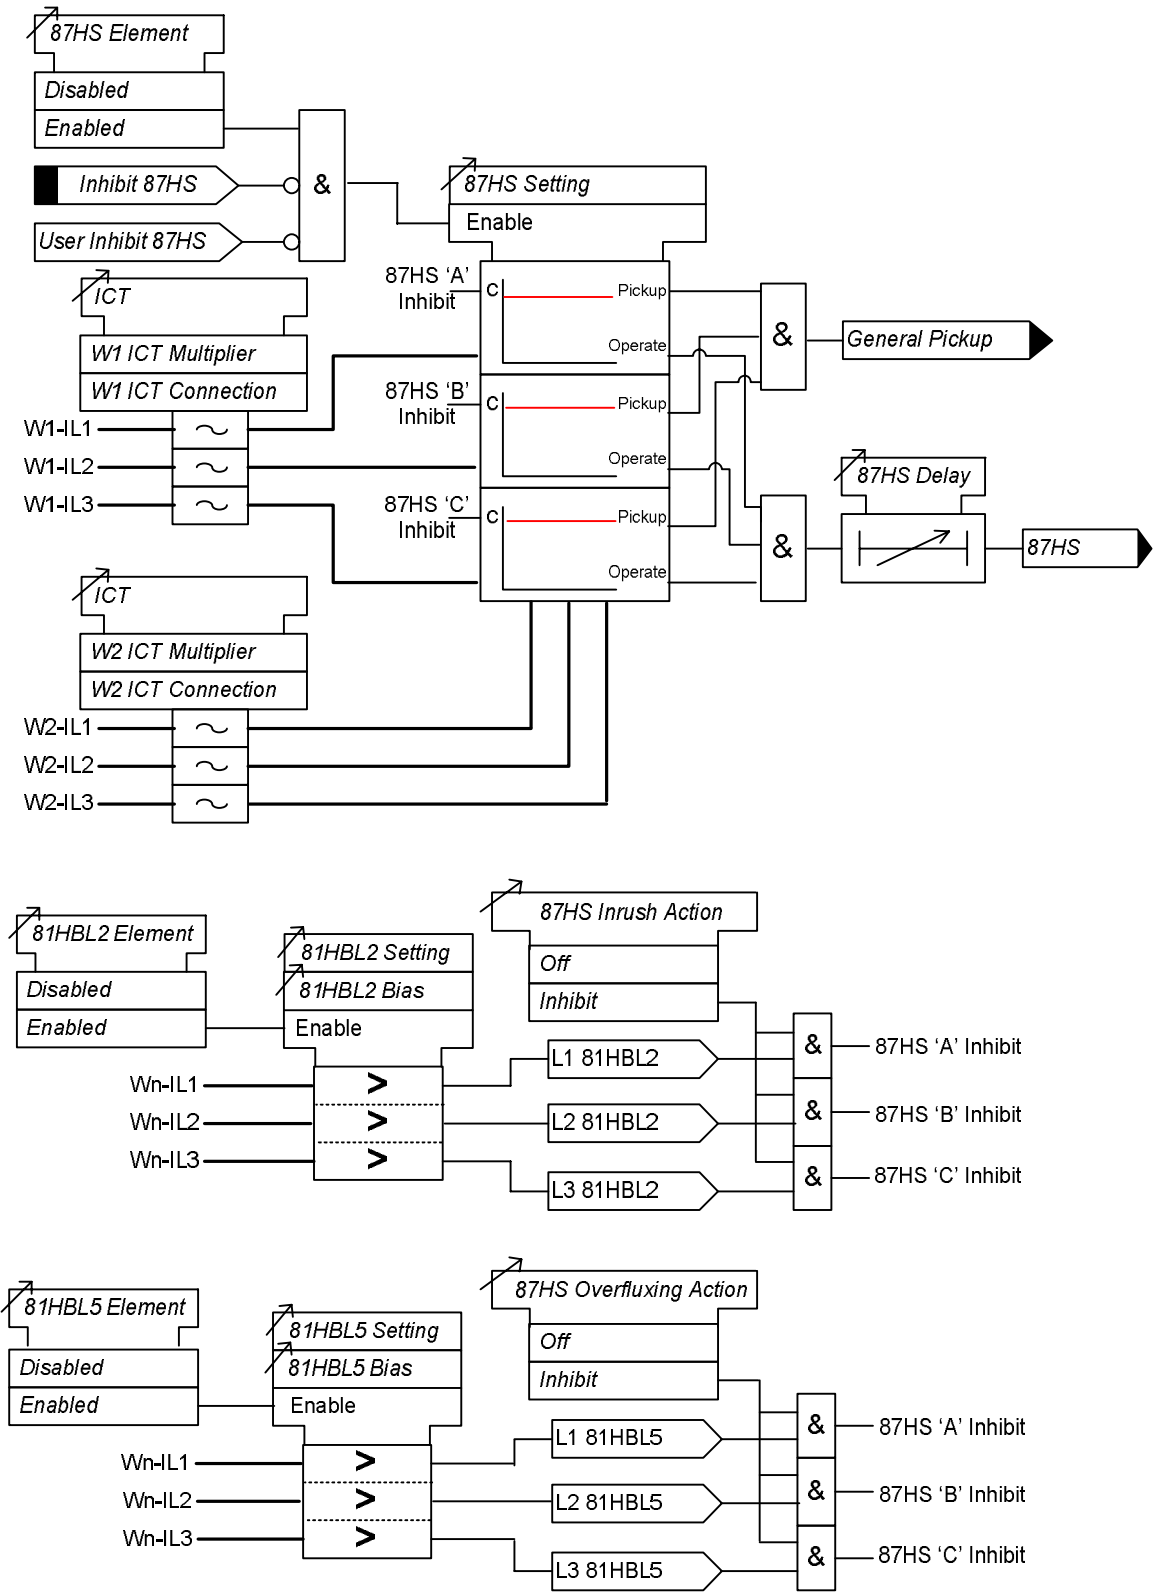 87HS Element
Disabled
Enabled
Inhibit 87HS
User Inhibit 87HS
&
87HS Setting
Enable
ICT
W1 ICT Multiplier
W1 ICT Connection
W1-IL1
W1-IL2
W1-IL3
87HS ‘A’
Inhibit
C
Pickup
Operate
87HS ‘B’
Inhibit
C
Pickup
Operate
87HS ‘C’
Inhibit
C
Pickup
Operate
&
General Pickup
&
87HS Delay
87HS
ICT
W2 ICT Multiplier
W2 ICT Connection
W2-IL1
W2-IL2
W2-IL3
81HBL2 Element
Disabled
Enabled
81HBL2 Setting
81HBL2 Bias
Enable
87HS Inrush Action
Off
Inhibit
Wn-IL1
>
L1 81HBL2
&
87HS ‘A’ Inhibit
Wn-IL2
>
L2 81HBL2
&
87HS ‘B’ Inhibit
Wn-IL3
>
L3 81HBL2
&
87HS ‘C’ Inhibit
81HBL5 Element
Disabled
Enabled
81HBL5 Setting
81HBL5 Bias
Enable
87HS Overfluxing Action
Off
Inhibit
Wn-IL1
>
L1 81HBL5
&
87HS ‘A’ Inhibit
Wn-IL2
>
L2 81HBL5
&
87HS ‘B’ Inhibit
Wn-IL3
>
L3 81HBL5
&
87HS ‘C’ Inhibit